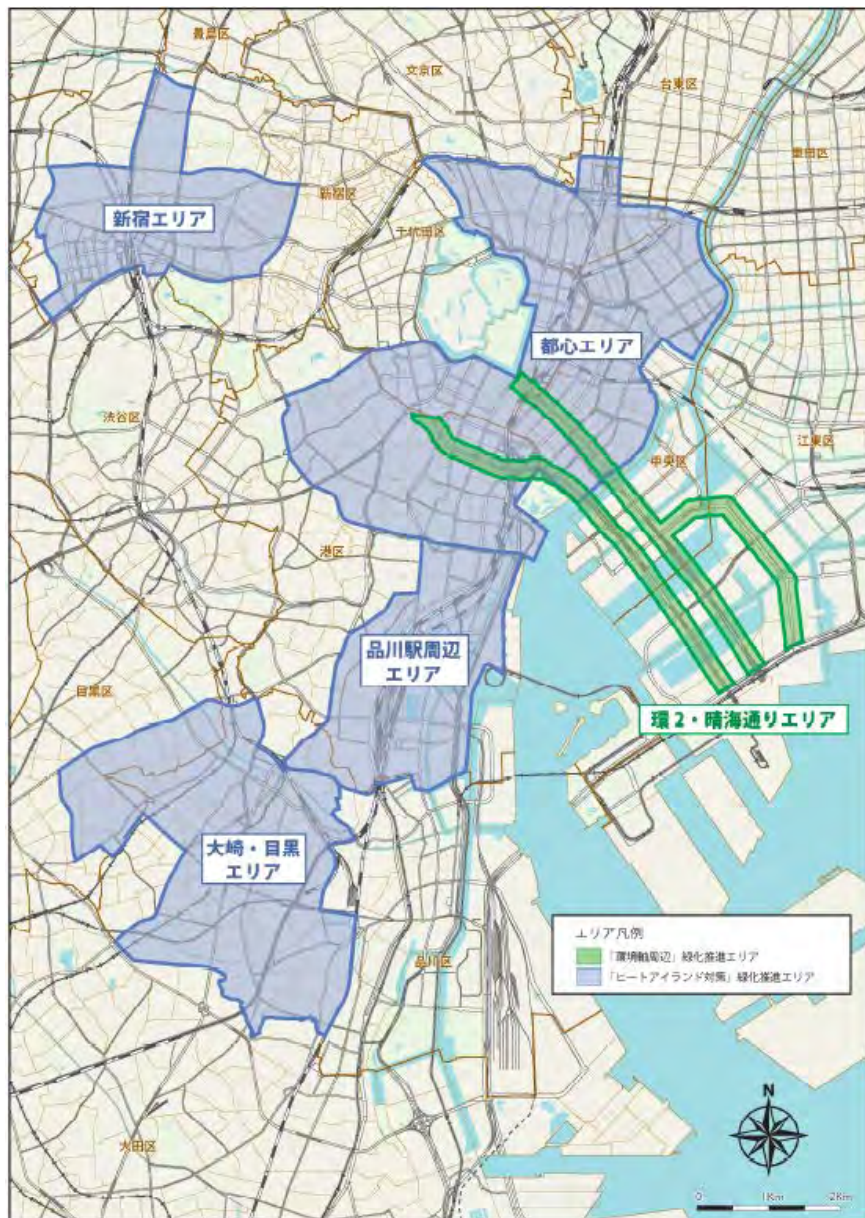 豊島区
文京区
台東区
墨田区
新宿区
新宿エリア
千代田区
都心エリア
渋谷区
江東区
中央区
港区
品川駅周辺
エリア
目黒区
環2・晴海通りエリア
大崎・目黒
エリア
エリア凡例
「環境軸周辺」緑化推進エリア
「ヒートアイランド対策」緑化推進エリア
品川区
N
大田区
0 1Km 2Km